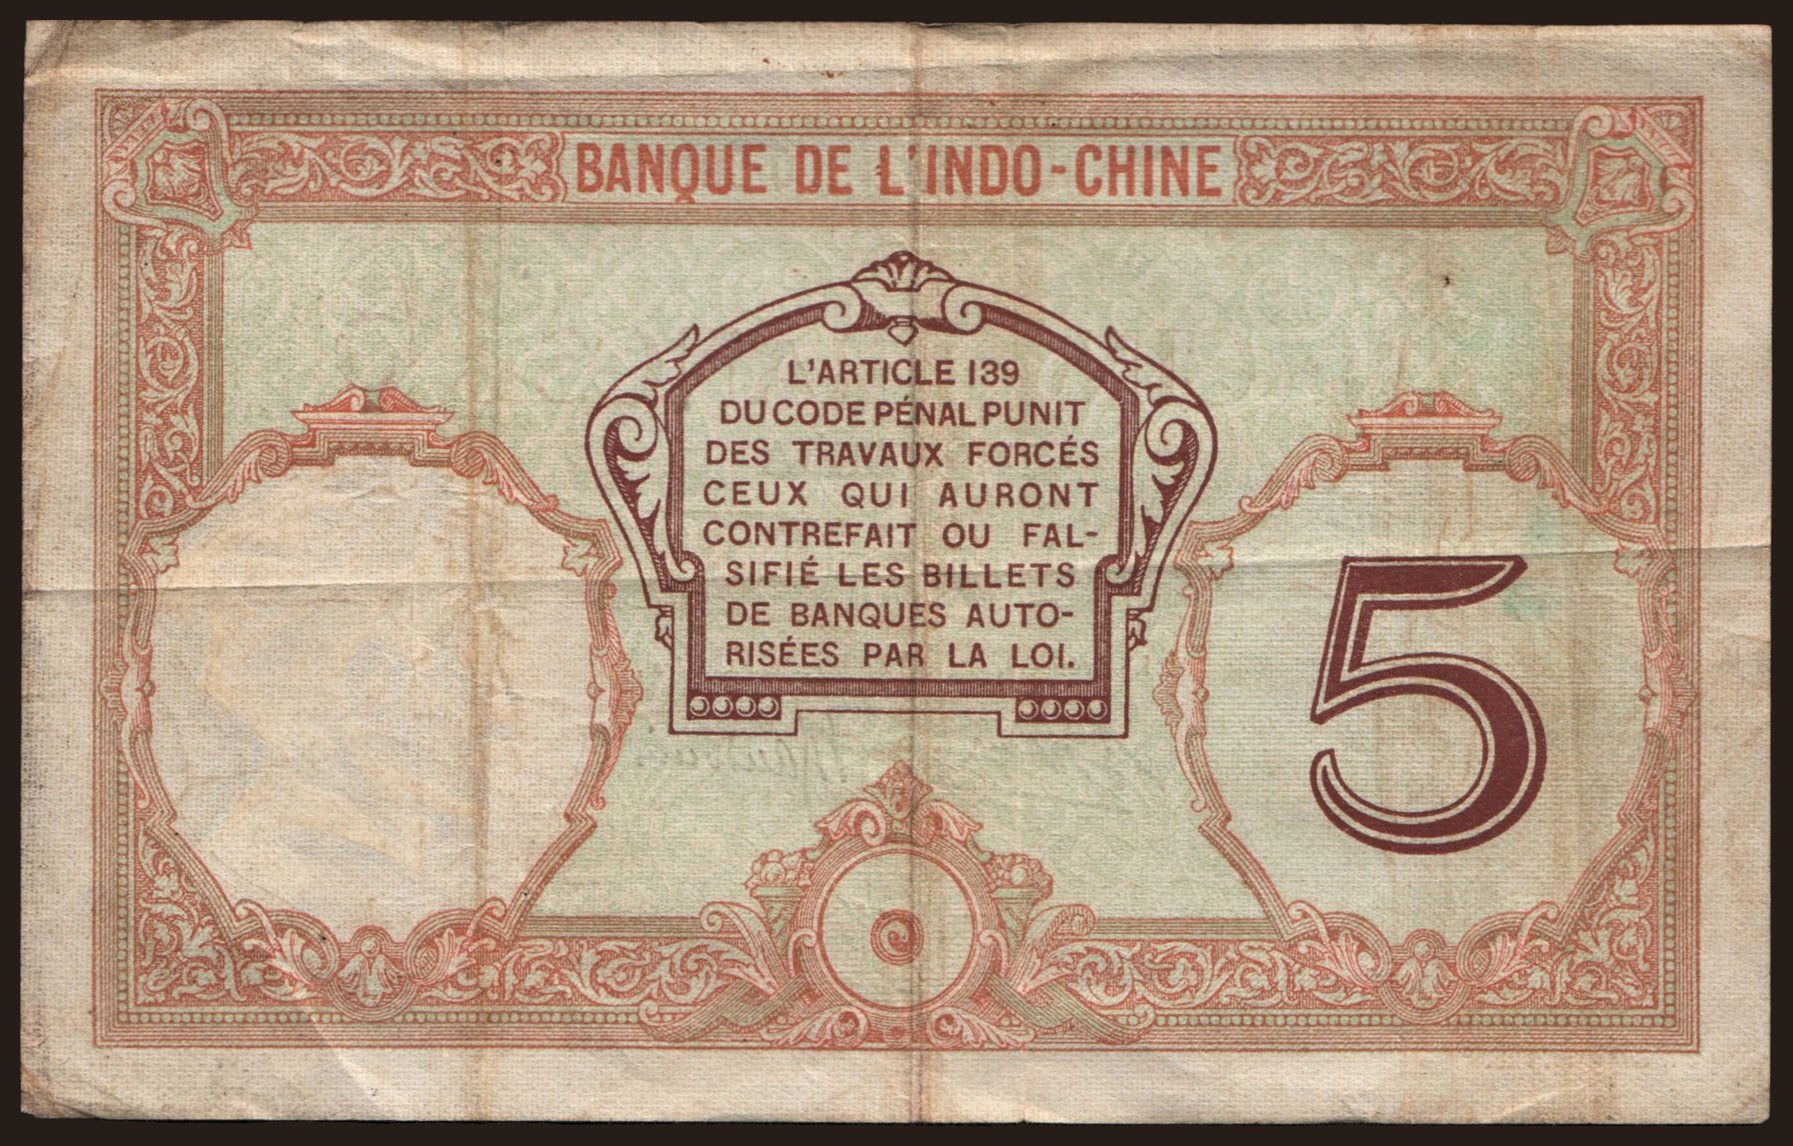 BANQUE DE L'INDO-CHINE
L'ARTICLE 139
DU CODE PÉNAL PUNIT
DES TRAVAUX FORCÉS
CEUX QUI AURONT
CONTREFAIT OU FAL-
SIFIÉ LES BILLETS
DE BANQUES AUTO-
RISÉES PAR LA LOI.
5